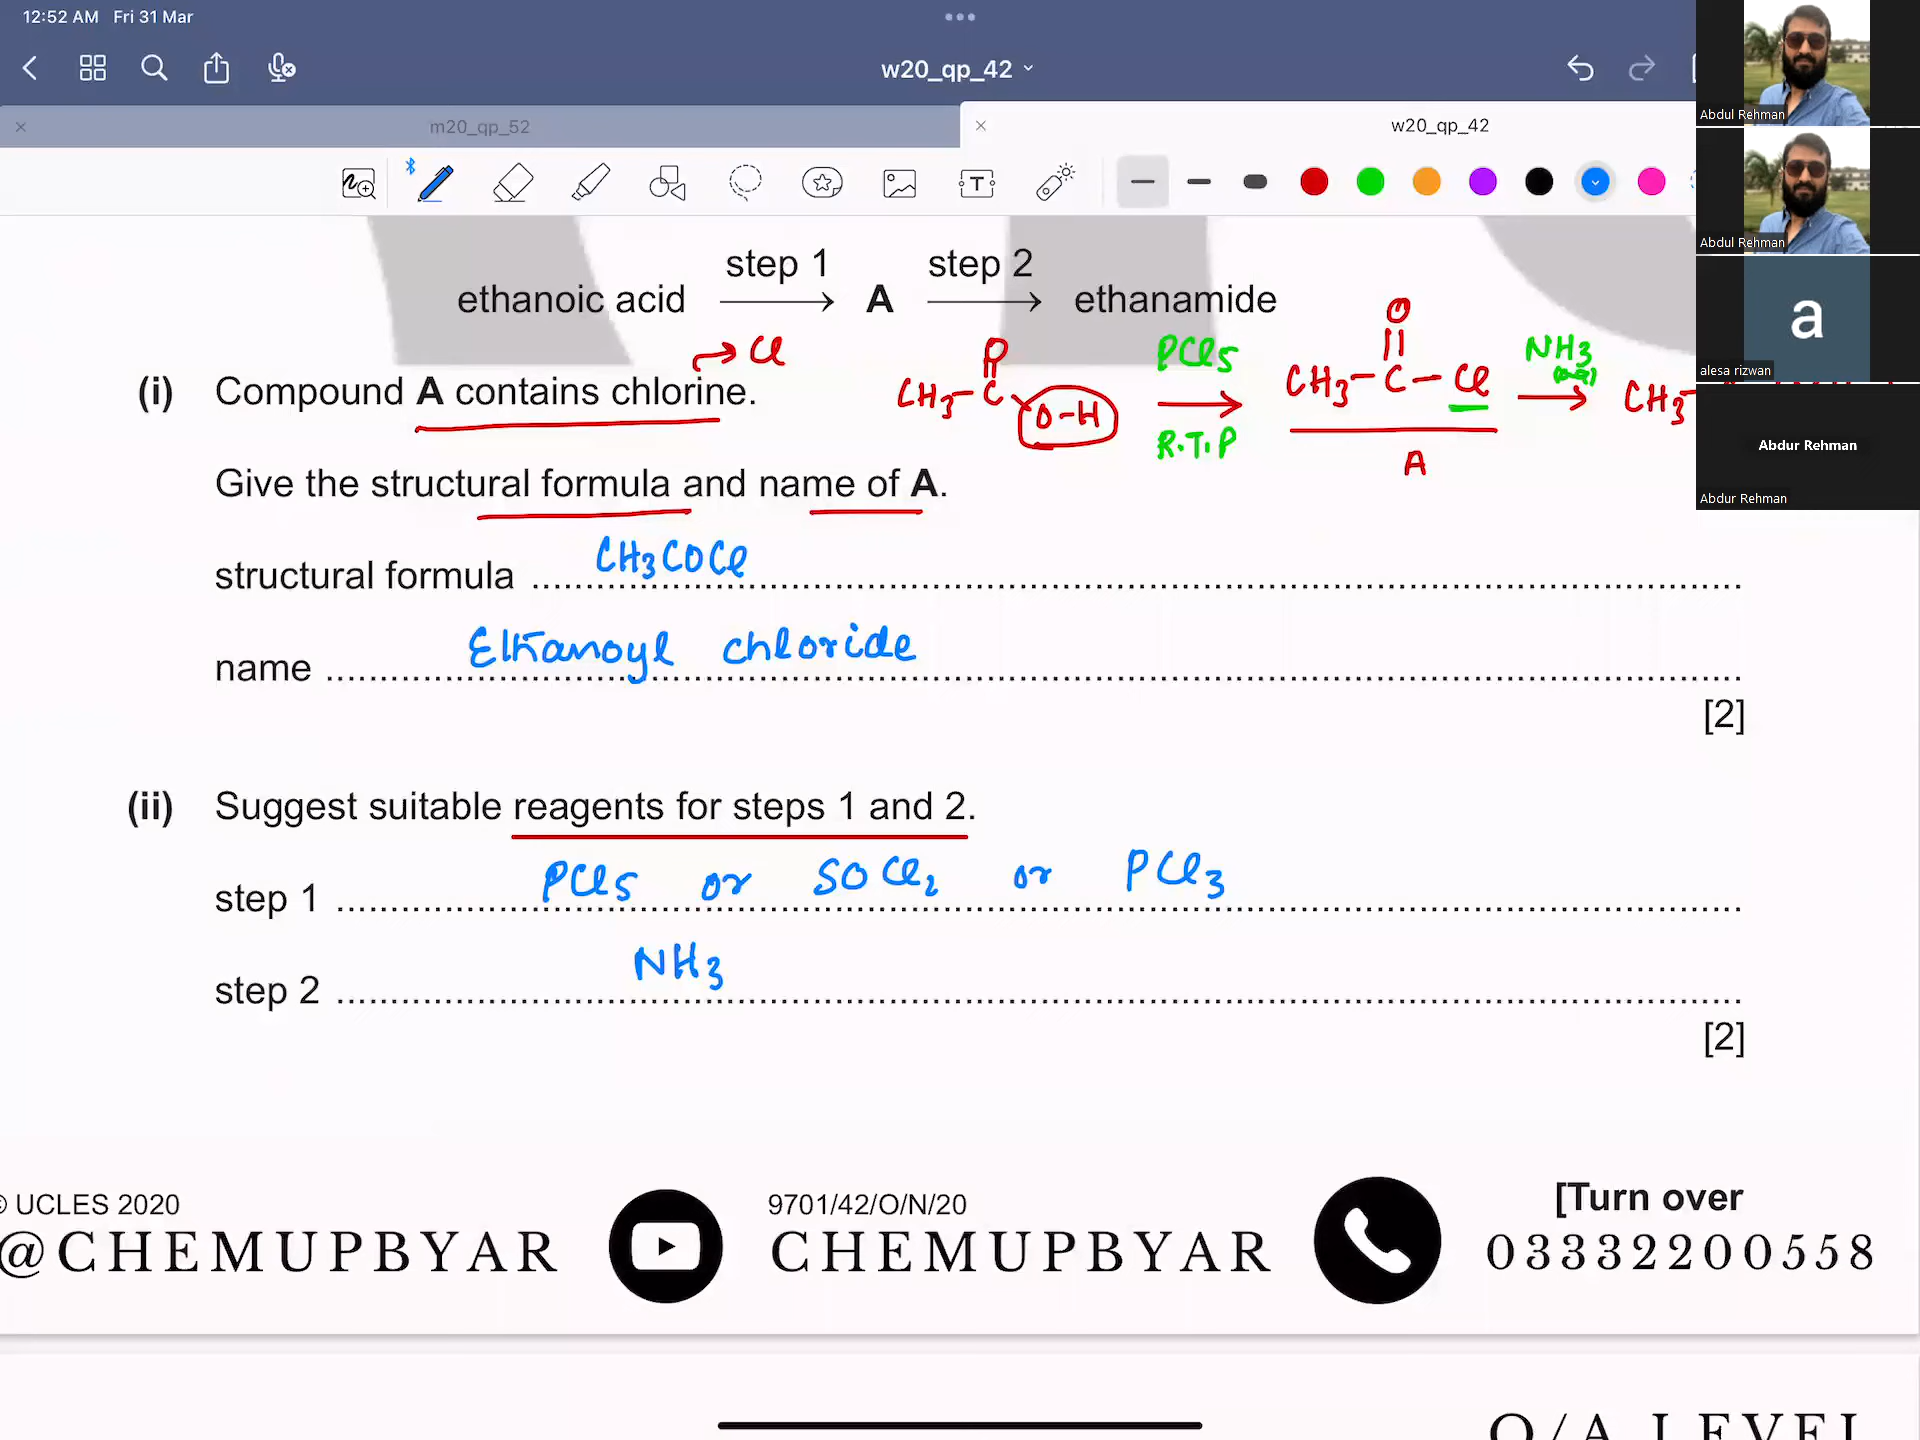 12:52 AM Fri 31 Mar
w20_qp_42
m20_qp_52
w20_qp_42
Abdul Rehman
Abdul Rehman
a
alesa rizwan
Abdur Rehman
Abdur Rehman
step 1 step 2
ethanoic acid A ethanamide
→ Cl
O
CH3-C
O-H
PCl5
R.T.P
O
CH3-C-Cl
A
NH3
(aq)
CH3-
(i) Compound A contains chlorine.
Give the structural formula and name of A.
structural formula CH3COCl
name Ethanoyl chloride
[2]
(ii) Suggest suitable reagents for steps 1 and 2.
step 1 PCl5 or SOCl2 or PCl3
step 2 NH3
[2]
© UCLES 2020 9701/42/O/N/20 [Turn over
@CHEMUPBYAR CHEMUPBYAR 03332200558
O/A LEVEL